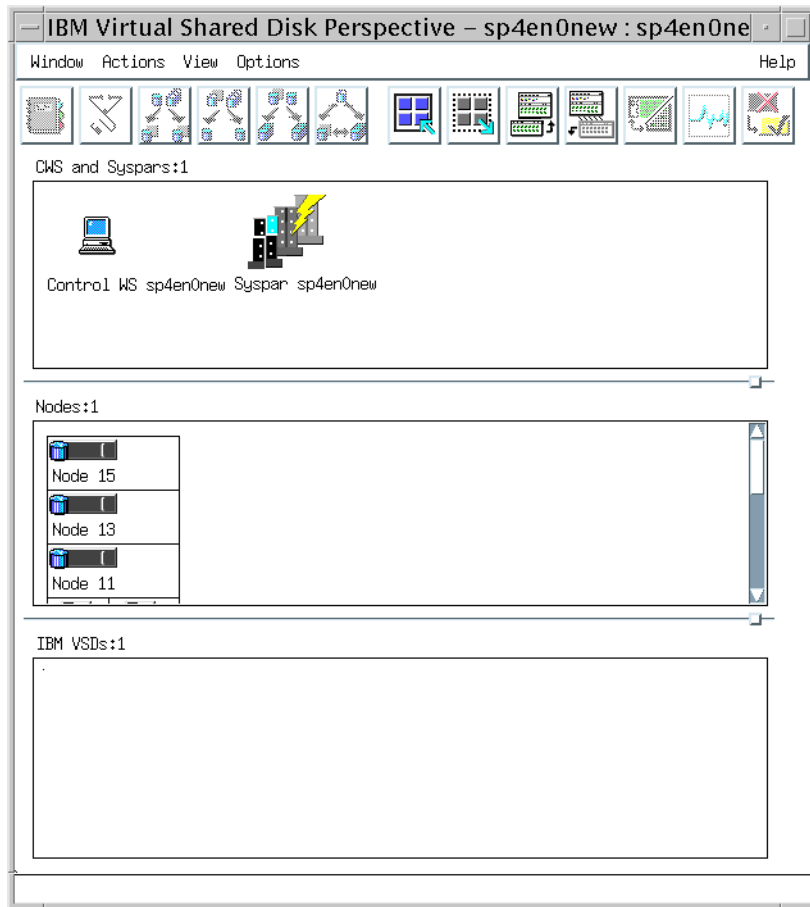 IBM Virtual Shared Disk Perspective – sp4en0new : sp4en0ne
Window Actions View Options Help
CWS and Syspars:1
Control WS sp4en0new Syspar sp4en0new
Nodes:1
Node 15
Node 13
Node 11
IBM VSDs:1